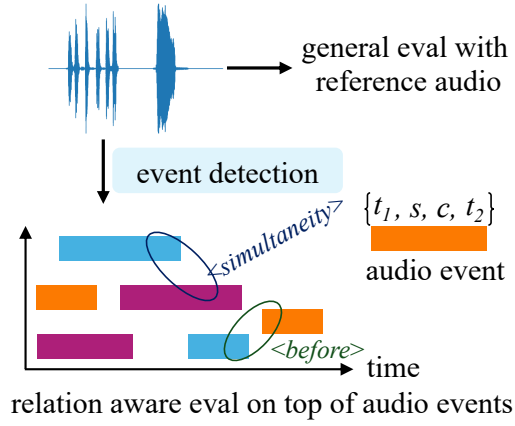 general eval with
reference audio
event detection
{t₁, s, c, t₂}
<simultaneity>
audio event
<before>
time
relation aware eval on top of audio events